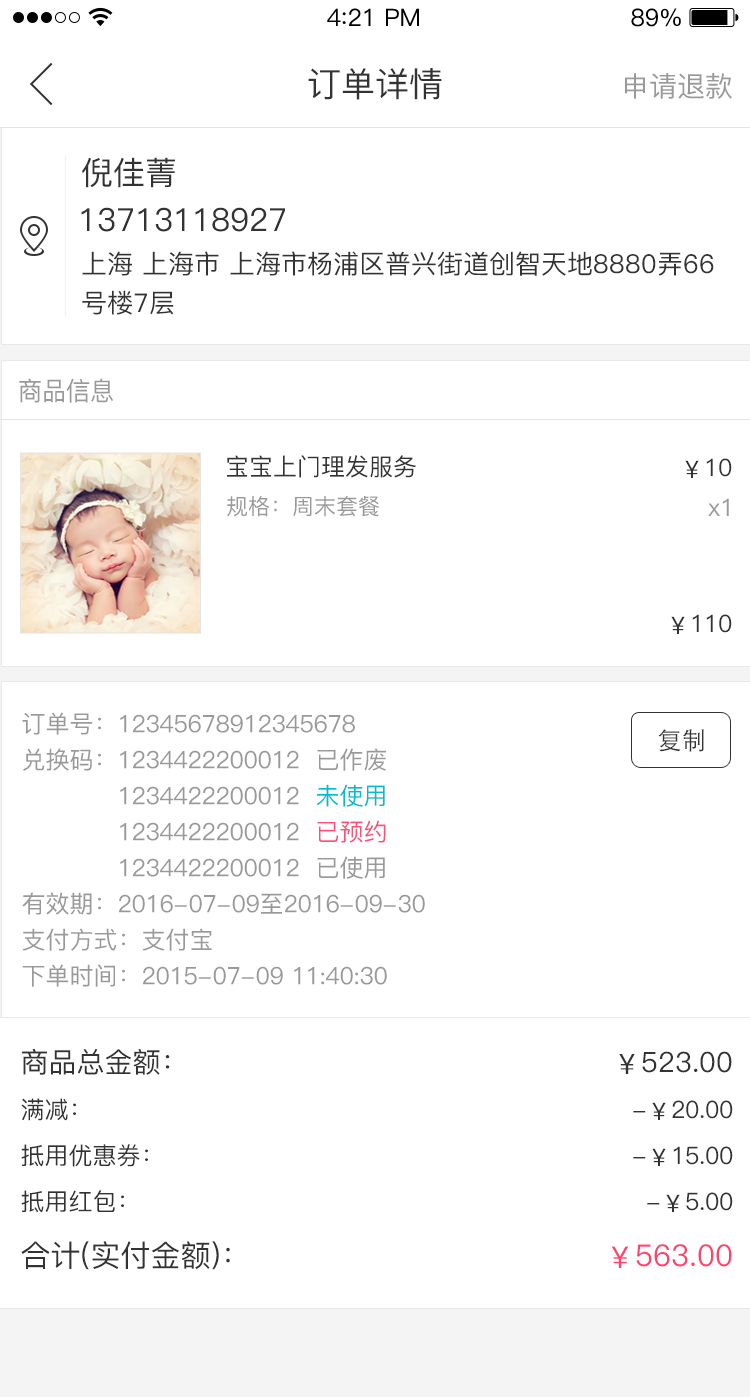 4:21 PM 89%
订单详情 申请退款
倪佳菁
13713118927
上海 上海市 上海市杨浦区普兴街道创智天地8880弄66
号楼7层
商品信息
宝宝上门理发服务 ¥10
规格：周末套餐 x1
¥110
订单号：12345678912345678 复制
兑换码：1234422200012 已作废
1234422200012 未使用
1234422200012 已预约
1234422200012 已使用
有效期：2016-07-09至2016-09-30
支付方式：支付宝
下单时间：2015-07-09 11:40:30
商品总金额： ¥523.00
满减： -¥20.00
抵用优惠券： -¥15.00
抵用红包： -¥5.00
合计(实付金额)： ¥563.00